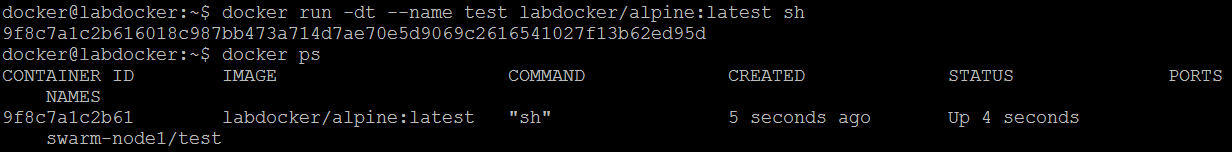 docker@labdocker:~$ docker run -dt --name test labdocker/alpine:latest sh
9f8c7a1c2b616018c987bb473a714d7ae70e5d9069c2616541027f13b62ed95d
docker@labdocker:~$ docker ps
CONTAINER ID        IMAGE                     COMMAND             CREATED             STATUS              PORTS
    NAMES
9f8c7a1c2b61        labdocker/alpine:latest   "sh"                5 seconds ago       Up 4 seconds
    swarm-node1/test